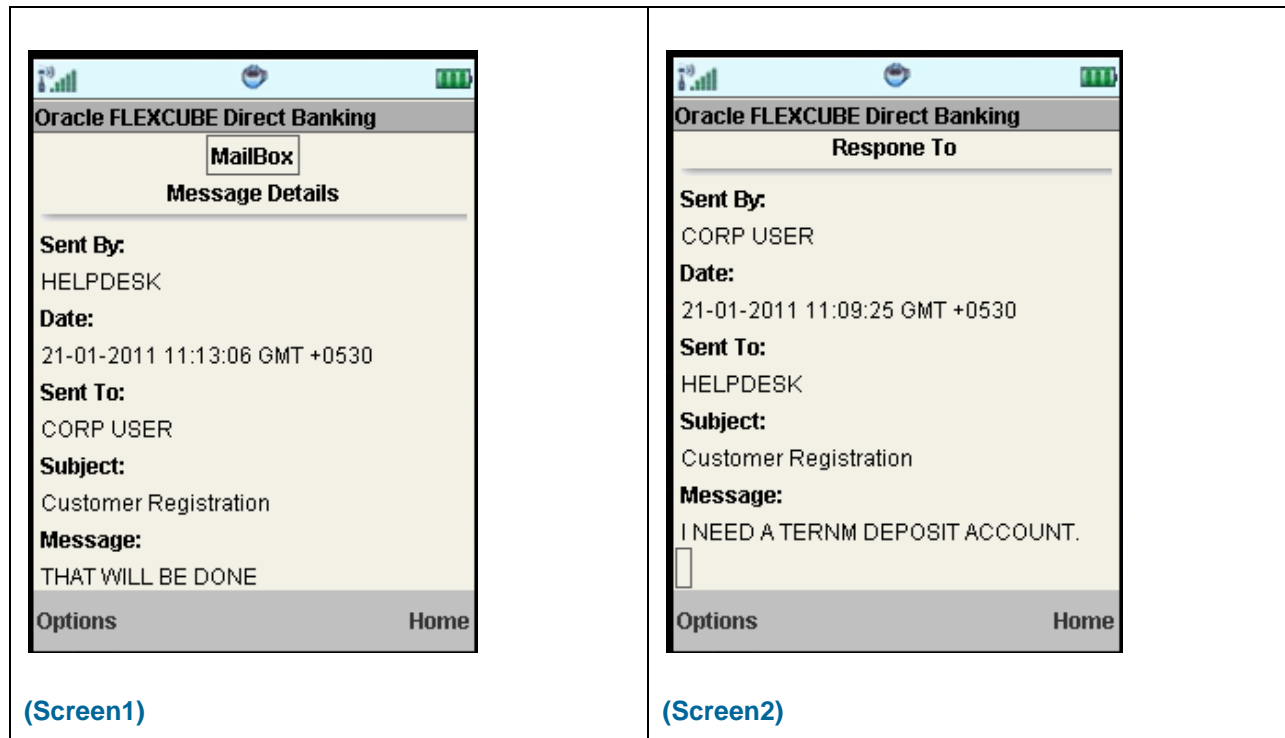 Oracle FLEXCUBE Direct Banking
MailBox
Message Details
Sent By:
HELPDESK
Date:
21-01-2011 11:13:06 GMT +0530
Sent To:
CORP USER
Subject:
Customer Registration
Message:
THAT WILL BE DONE
Options Home
(Screen1)
Oracle FLEXCUBE Direct Banking
Respone To
Sent By:
CORP USER
Date:
21-01-2011 11:09:25 GMT +0530
Sent To:
HELPDESK
Subject:
Customer Registration
Message:
I NEED A TERNM DEPOSIT ACCOUNT.
Options Home
(Screen2)